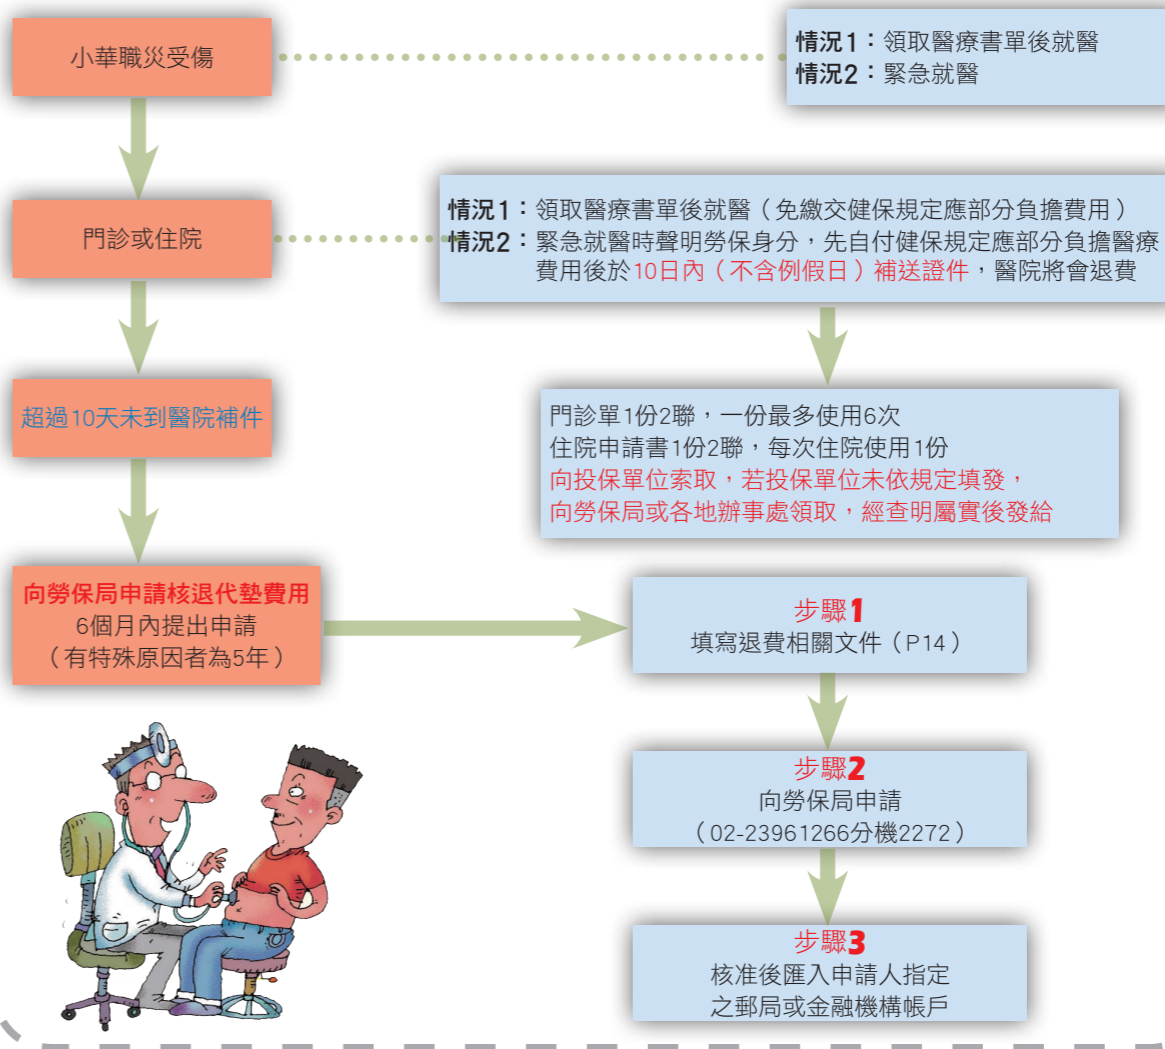 小華職災受傷
情況1：領取醫療書單後就醫
情況2：緊急就醫
門診或住院
情況1：領取醫療書單後就醫（免繳交健保規定應部分負擔費用）
情況2：緊急就醫時聲明勞保身分，先自付健保規定應部分負擔醫療
費用後於10日內（不含例假日）補送證件，醫院將會退費
超過10天未到醫院補件
門診單1份2聯，一份最多使用6次
住院申請書1份2聯，每次住院使用1份
向投保單位索取，若投保單位未依規定填發，
向勞保局或各地辦事處領取，經查明屬實後發給
向勞保局申請核退代墊費用
6個月內提出申請
（有特殊原因者為5年）
步驟1
填寫退費相關文件（P14）
步驟2
向勞保局申請
（02-23961266分機2272）
步驟3
核准後匯入申請人指定
之郵局或金融機構帳戶